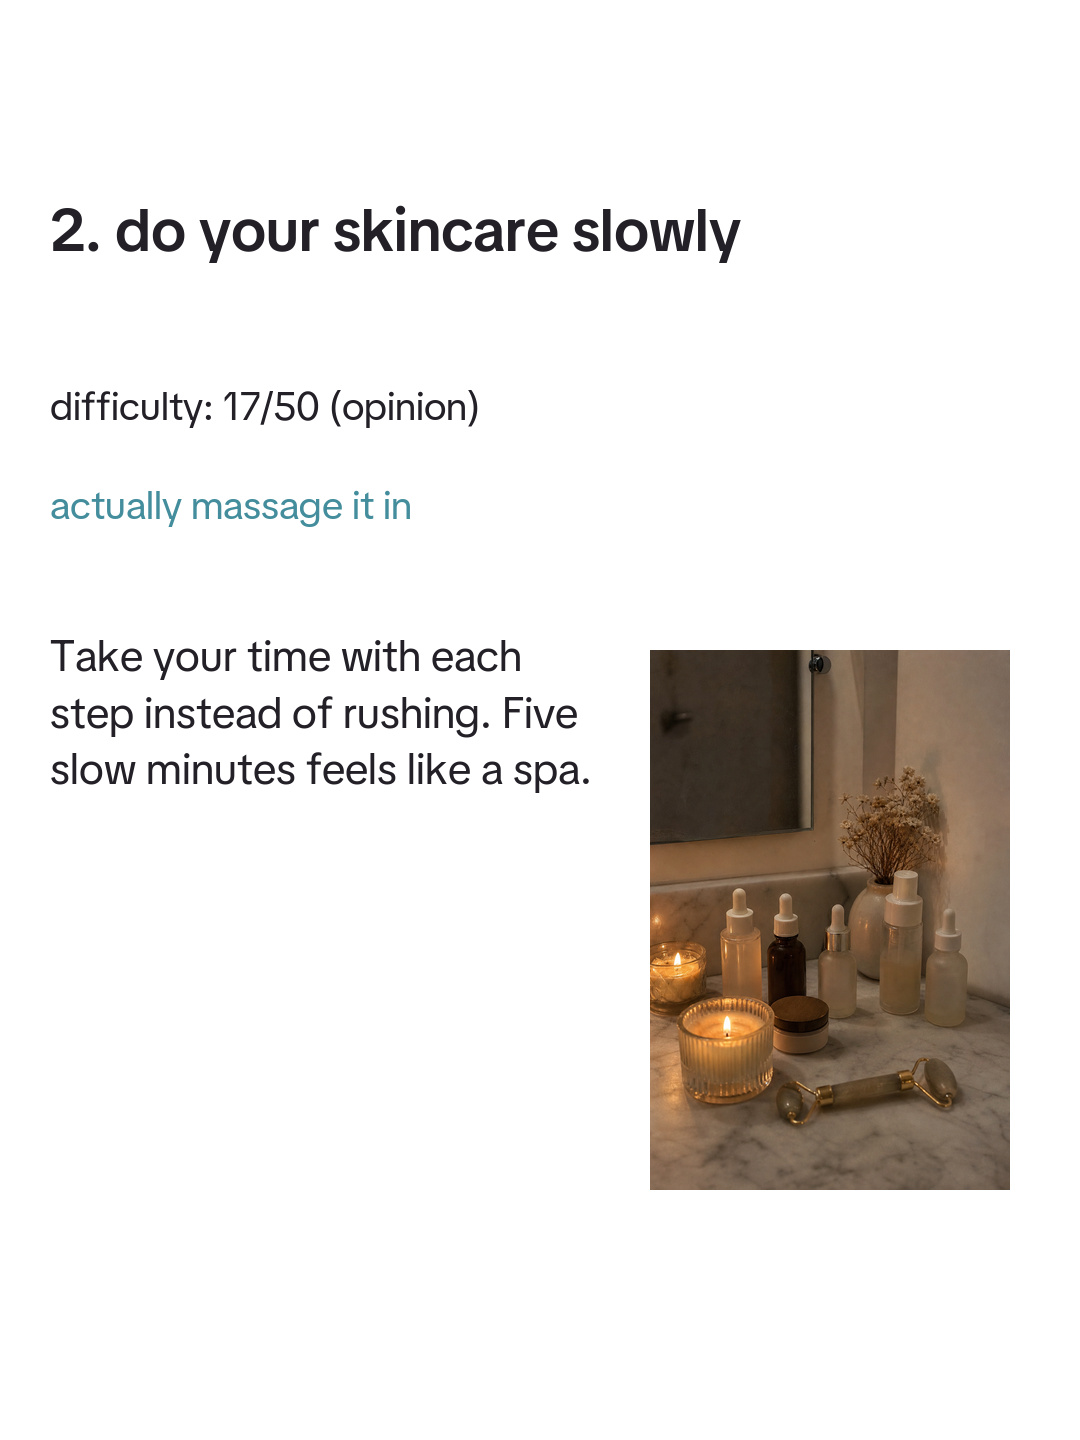 2. do your skincare slowly
difficulty: 17/50 (opinion)
actually massage it in
Take your time with each
step instead of rushing. Five
slow minutes feels like a spa.